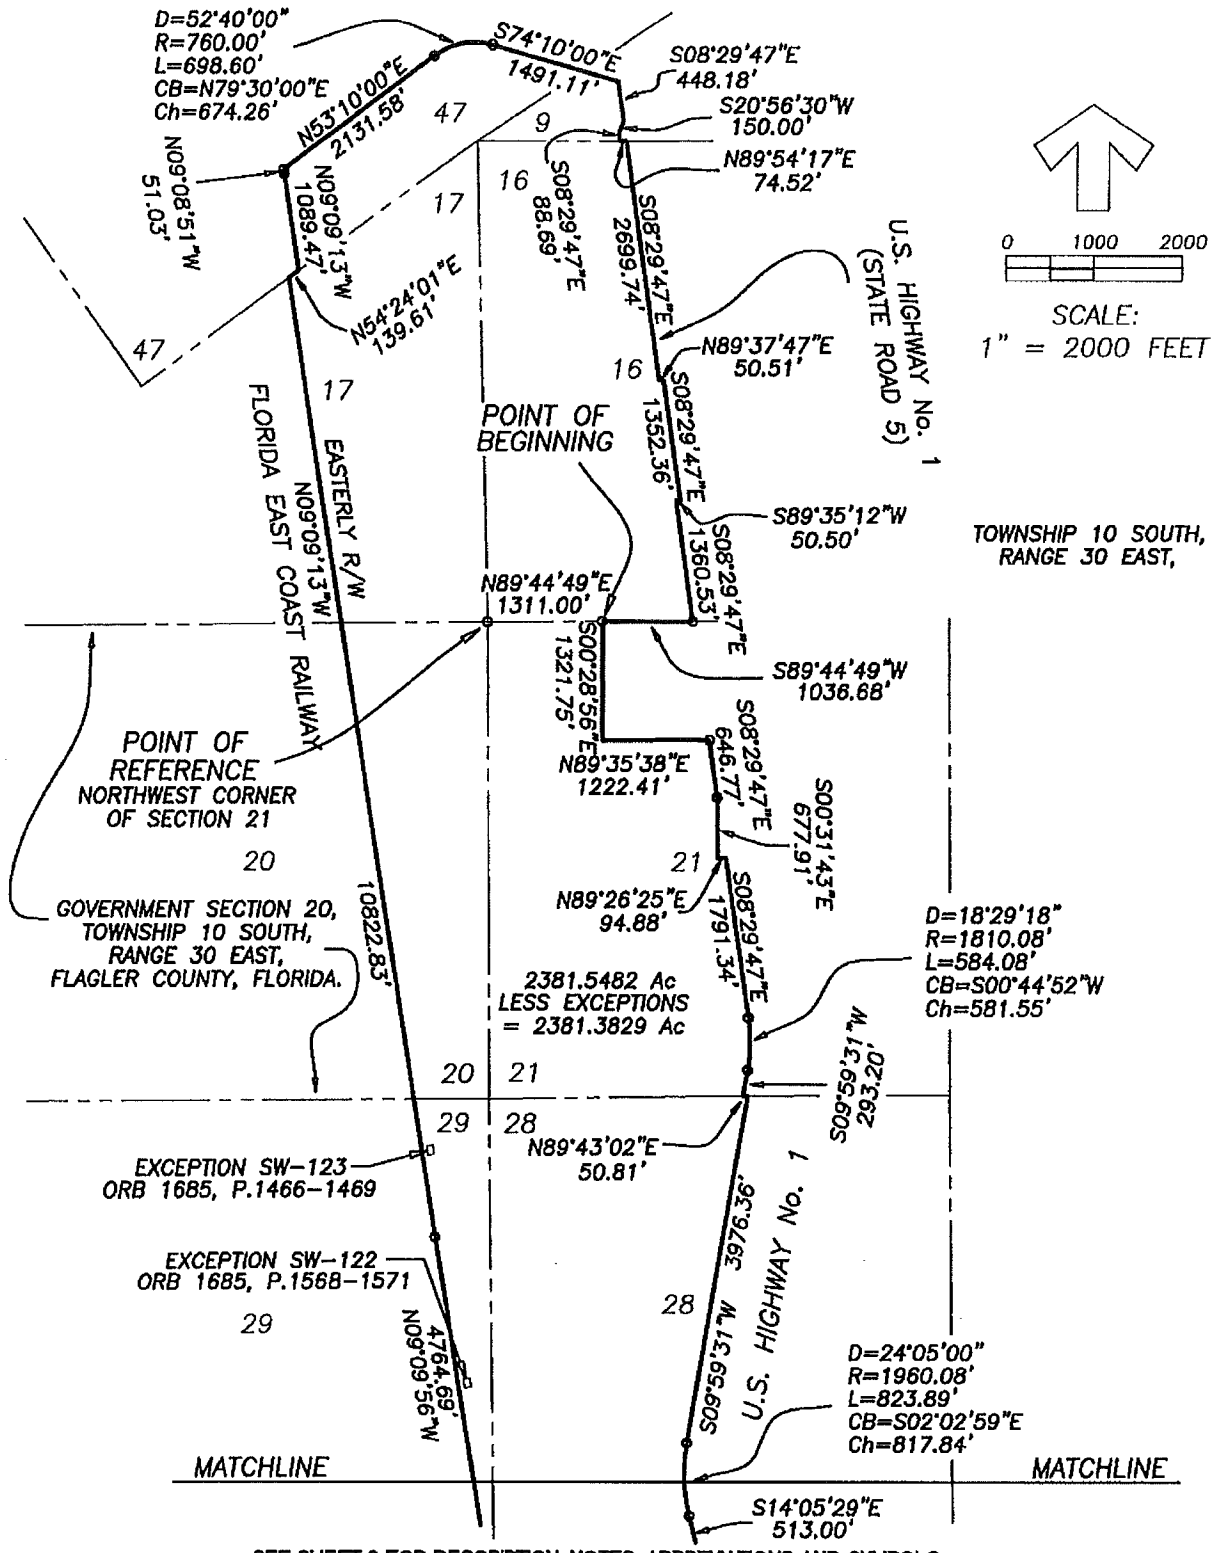 D=52°40'00"
R=760.00'
L=698.60'
CB=N79°30'00"E
Ch=674.26'
S74°10'00"E
1491.11'
S08°29'47"E
448.18'
S20°56'30"W
150.00'
N89°54'17"E
74.52'
N53°10'00"E
2131.58'
47
9
16
17
S08°29'47"E
88.69'
N09°08'51"W
51.03'
N09°09'13"W
1089.47'
N54°24'01"E
139.61'
47
17
S08°29'47"E
2699.74'
U.S. HIGHWAY No. 1
(STATE ROAD 5)
0 1000 2000
SCALE:
1" = 2000 FEET
N89°37'47"E
50.51'
16
S08°29'47"E
1352.36'
POINT OF
BEGINNING
S89°35'12"W
50.50'
TOWNSHIP 10 SOUTH,
RANGE 30 EAST,
S08°29'47"E
1360.53'
EASTERLY R/W
N09°09'13"W
FLORIDA EAST COAST RAILWAY
N89°44'49"E
1311.00'
S00°28'56"E
1321.75'
S89°44'49"W
1036.68'
POINT OF
REFERENCE
NORTHWEST CORNER
OF SECTION 21
N89°35'38"E
1222.41'
S08°29'47"E
646.77'
S00°31'43"E
677.91'
20
21
10822.83'
GOVERNMENT SECTION 20,
TOWNSHIP 10 SOUTH,
RANGE 30 EAST,
FLAGLER COUNTY, FLORIDA.
N89°26'25"E
94.88'
S08°29'47"E
1791.34'
D=18°29'18"
R=1810.08'
L=584.08'
CB=S00°44'52"W
Ch=581.55'
2381.5482 Ac
LESS EXCEPTIONS
= 2381.3829 Ac
S09°59'31"W
293.20'
20 21
29 28
N89°43'02"E
50.81'
EXCEPTION SW-123
ORB 1685, P.1466-1469
EXCEPTION SW-122
ORB 1685, P.1568-1571
29
28
S09°59'31"W 3976.36'
U.S. HIGHWAY No. 1
4764.69'
N09°09'56"W
D=24°05'00"
R=1960.08'
L=823.89'
CB=S02°02'59"E
Ch=817.84'
MATCHLINE MATCHLINE
S14°05'29"E
513.00'